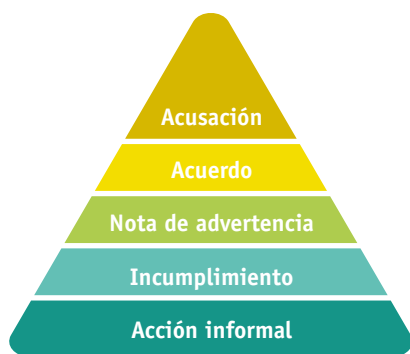 Acusación
Acuerdo
Nota de advertencia
Incumplimiento
Acción informal